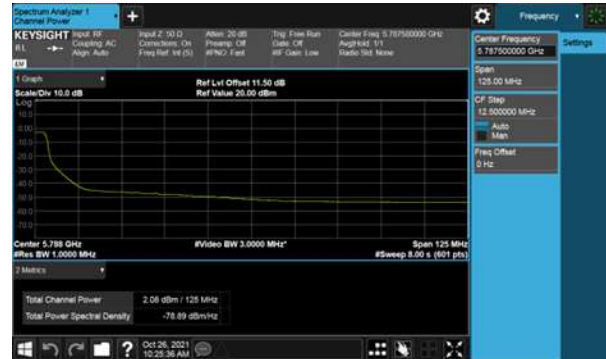 Spectrum Analyzer 1
Channel Power
Frequency
KEYSIGHT
Input: RF
Coupling: AC
Align: Auto
Input Z: 50 Ω
Corrections: On
Freq Ref: Int (S)
Atten: 20 dB
Preamp: Off
#PNO: Fast
Trig: Free Run
Gate: Off
#IF Gain: Low
Center Freq: 5.787500000 GHz
Avg|Hold: 1/1
Radio Std: None
RL
LXI
Center Frequency
5.787500000 GHz
Settings
Span
125.00 MHz
CF Step
12.500000 MHz
Auto
Man
Freq Offset
0 Hz
1 Graph
Scale/Div 10.0 dB
Ref Lvl Offset 11.50 dB
Ref Value 20.00 dBm
Log
10.0
0.00
-10.0
-20.0
-30.0
-40.0
-50.0
-60.0
-70.0
Center 5.788 GHz
#Res BW 1.0000 MHz
#Video BW 3.0000 MHz*
Span 125 MHz
#Sweep 8.00 s (601 pts)
2 Metrics
Total Channel Power 2.08 dBm / 125 MHz
Total Power Spectral Density -78.89 dBm/Hz
?
Oct 26, 2021
10:25:36 AM